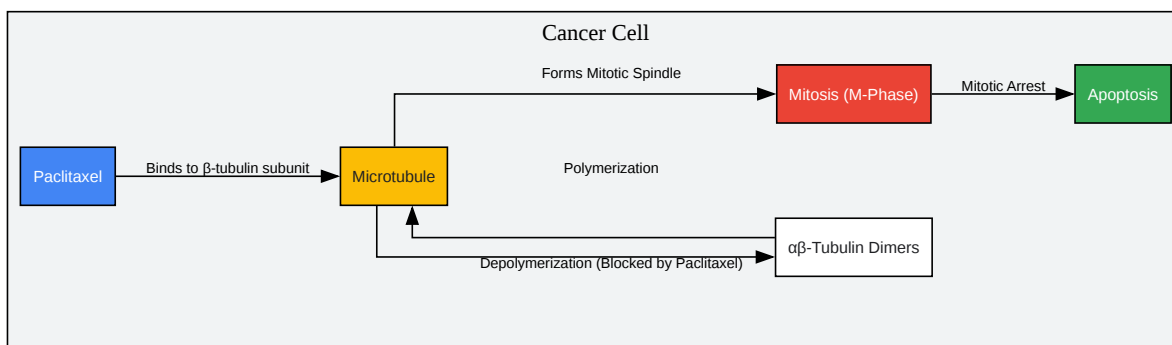 Cancer Cell
Forms Mitotic Spindle
Mitosis (M-Phase)
Mitotic Arrest
Apoptosis
Paclitaxel
Binds to β-tubulin subunit
Microtubule
Polymerization
αβ-Tubulin Dimers
Depolymerization (Blocked by Paclitaxel)